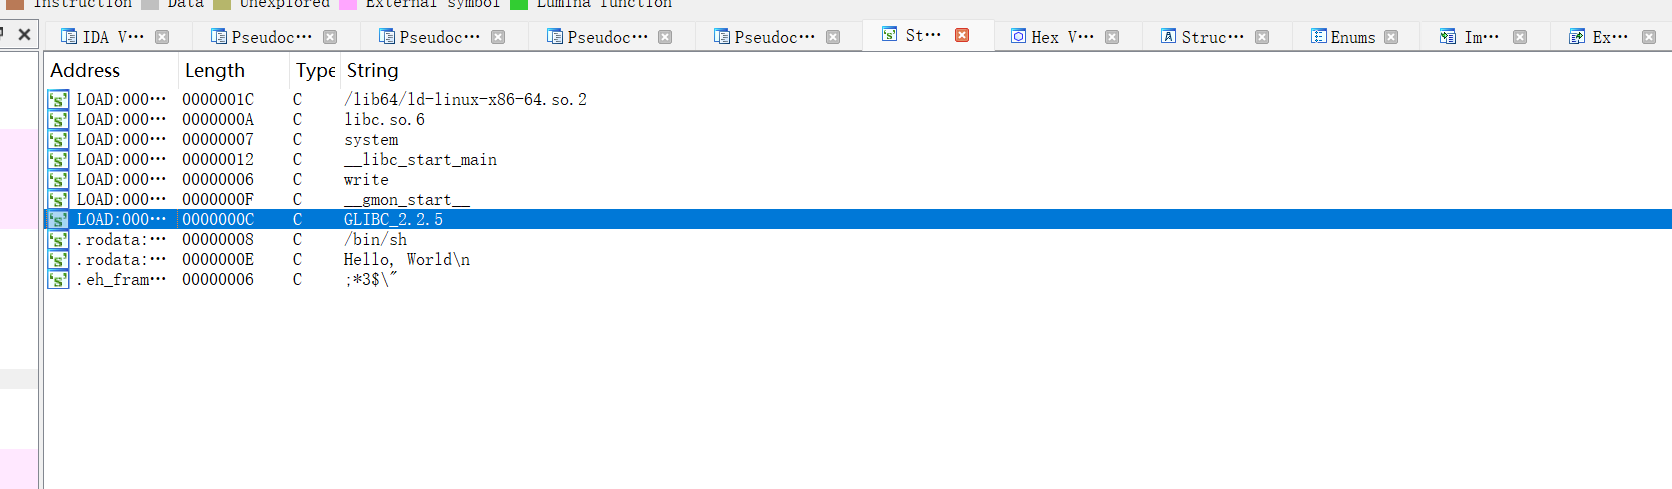 Instruction Data Unexplored External symbol Lumina function
IDA V··· Pseudoc··· Pseudoc··· Pseudoc··· Pseudoc··· St··· Hex V··· Struc··· Enums Im··· Ex···
Address Length Type String
LOAD:000··· 0000001C C /lib64/ld-linux-x86-64.so.2
LOAD:000··· 0000000A C libc.so.6
LOAD:000··· 00000007 C system
LOAD:000··· 00000012 C __libc_start_main
LOAD:000··· 00000006 C write
LOAD:000··· 0000000F C __gmon_start__
LOAD:000··· 0000000C C GLIBC_2.2.5
.rodata:··· 00000008 C /bin/sh
.rodata:··· 0000000E C Hello, World\n
.eh_fram··· 00000006 C ;*3$\"